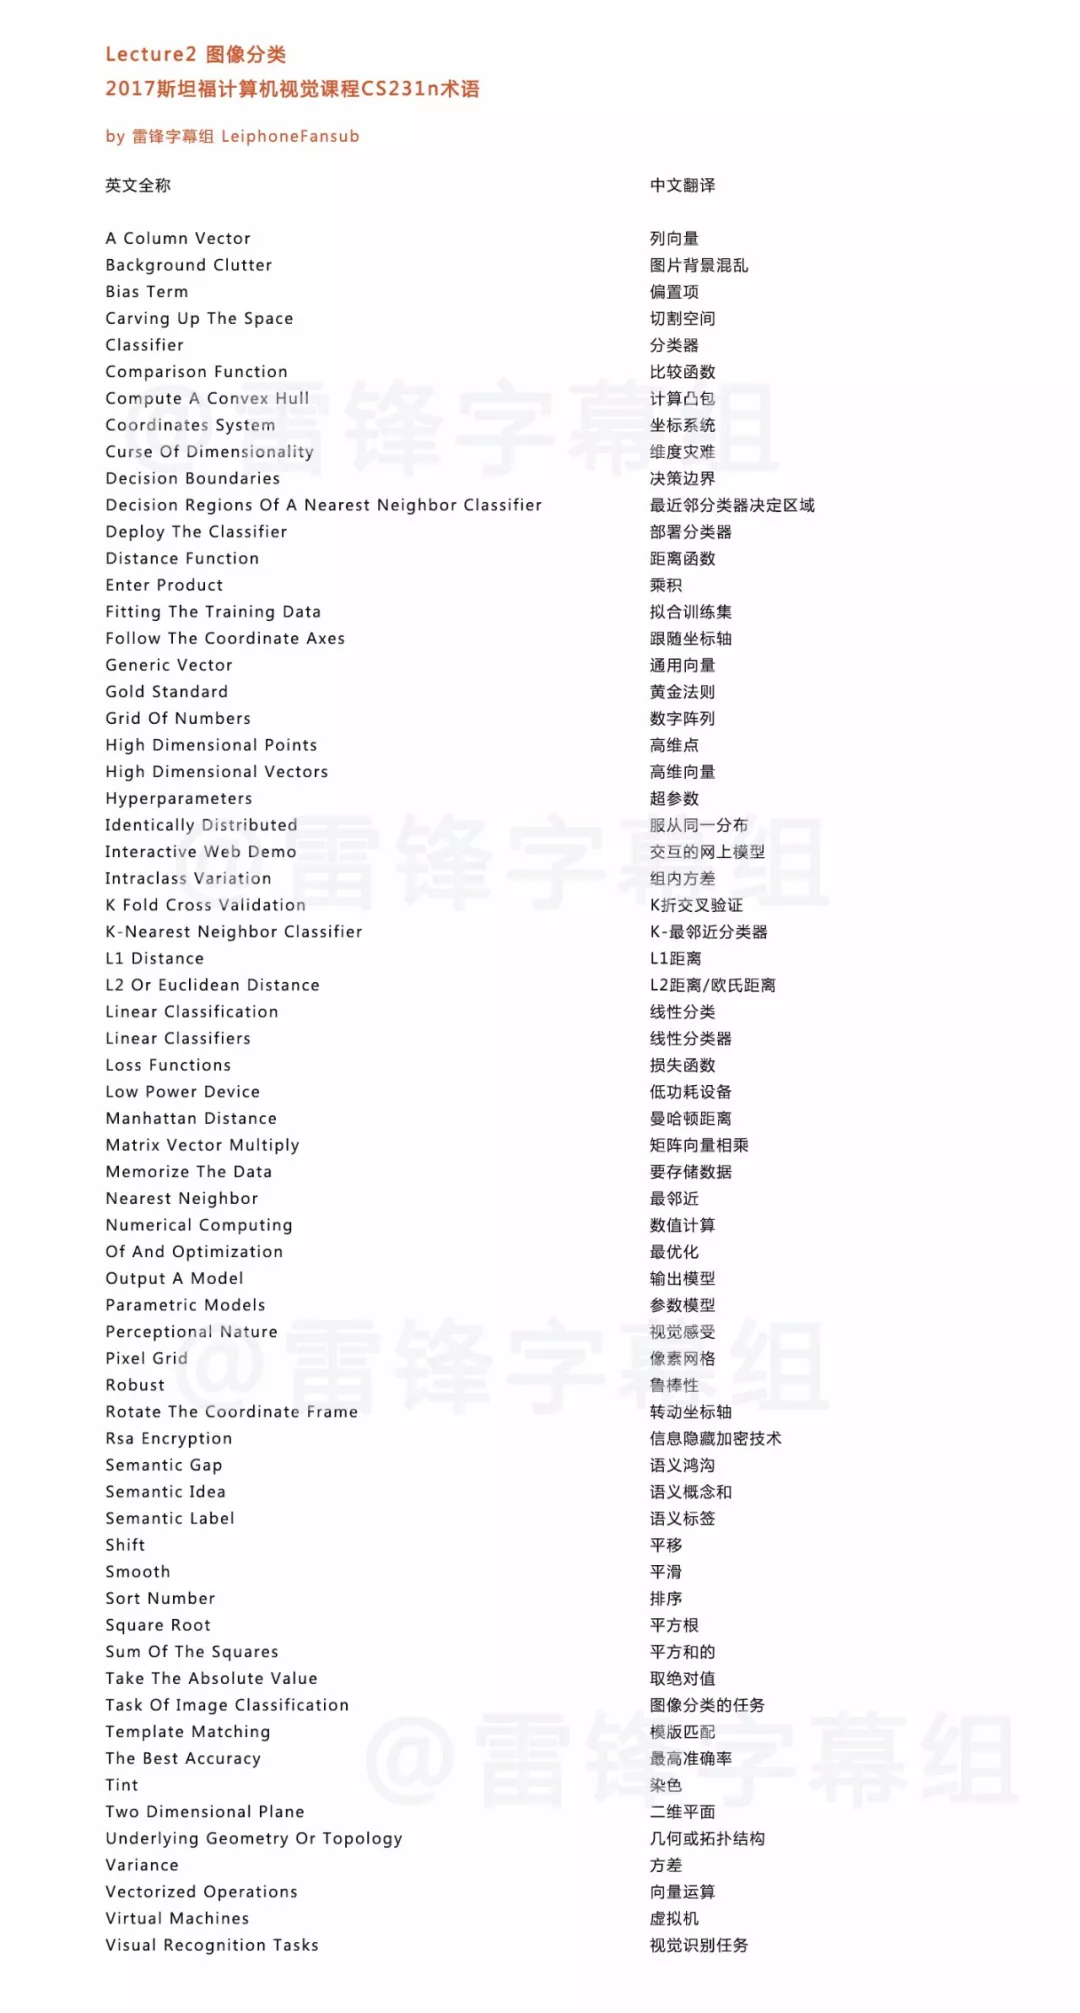 Lecture2 图像分类
2017斯坦福计算机视觉课程CS231n术语
by 雷锋字幕组 LeiphoneFansub
英文全称 中文翻译
A Column Vector 列向量
Background Clutter 图片背景混乱
Bias Term 偏置项
Carving Up The Space 切割空间
Classifier 分类器
Comparison Function 比较函数
Compute A Convex Hull 计算凸包
Coordinates System 坐标系统
Curse Of Dimensionality 维度灾难
Decision Boundaries 决策边界
Decision Regions Of A Nearest Neighbor Classifier 最近邻分类器决定区域
Deploy The Classifier 部署分类器
Distance Function 距离函数
Enter Product 乘积
Fitting The Training Data 拟合训练集
Follow The Coordinate Axes 跟随坐标轴
Generic Vector 通用向量
Gold Standard 黄金法则
Grid Of Numbers 数字阵列
High Dimensional Points 高维点
High Dimensional Vectors 高维向量
Hyperparameters 超参数
Identically Distributed 服从同一分布
Interactive Web Demo 交互的网上模型
Intraclass Variation 组内方差
K Fold Cross Validation K折交叉验证
K-Nearest Neighbor Classifier K-最邻近分类器
L1 Distance L1距离
L2 Or Euclidean Distance L2距离/欧氏距离
Linear Classification 线性分类
Linear Classifiers 线性分类器
Loss Functions 损失函数
Low Power Device 低功耗设备
Manhattan Distance 曼哈顿距离
Matrix Vector Multiply 矩阵向量相乘
Memorize The Data 要存储数据
Nearest Neighbor 最邻近
Numerical Computing 数值计算
Of And Optimization 最优化
Output A Model 输出模型
Parametric Models 参数模型
Perceptional Nature 视觉感受
Pixel Grid 像素网格
Robust 鲁棒性
Rotate The Coordinate Frame 转动坐标轴
Rsa Encryption 信息隐藏加密技术
Semantic Gap 语义鸿沟
Semantic Idea 语义概念和
Semantic Label 语义标签
Shift 平移
Smooth 平滑
Sort Number 排序
Square Root 平方根
Sum Of The Squares 平方和的
Take The Absolute Value 取绝对值
Task Of Image Classification 图像分类的任务
Template Matching 模版匹配
The Best Accuracy 最高准确率
Tint 染色
Two Dimensional Plane 二维平面
Underlying Geometry Or Topology 几何或拓扑结构
Variance 方差
Vectorized Operations 向量运算
Virtual Machines 虚拟机
Visual Recognition Tasks 视觉识别任务
@雷锋字幕组
@雷锋字幕组
@雷锋字幕组
@雷锋字幕组